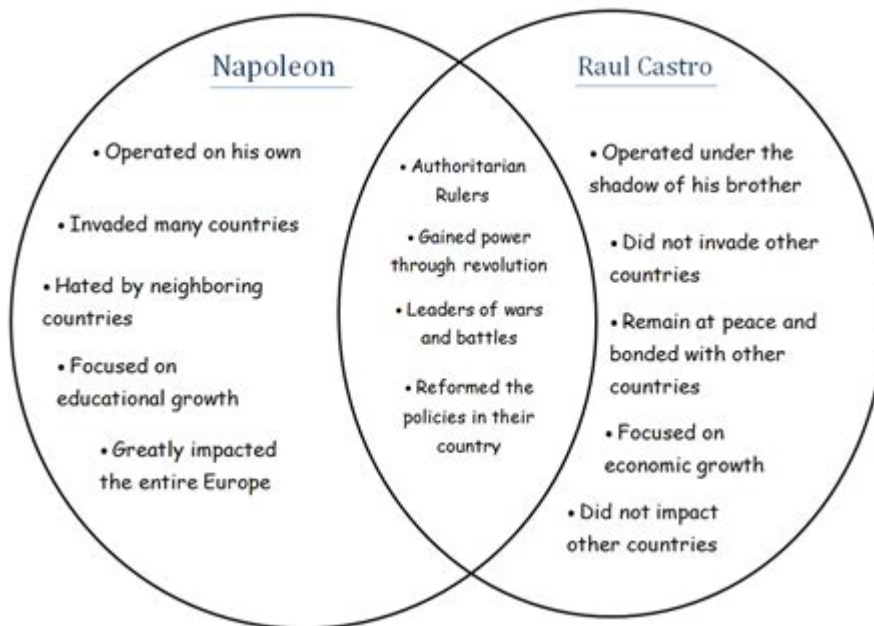 Napoleon
• Operated on his own
• Invaded many countries
• Hated by neighboring
countries
• Focused on
educational growth
• Greatly impacted
the entire Europe
• Authoritarian
Rulers
• Gained power
through revolution
• Leaders of wars
and battles
• Reformed the
policies in their
country
Raul Castro
• Operated under the
shadow of his brother
• Did not invade other
countries
• Remain at peace and
bonded with other
countries
• Focused on
economic growth
• Did not impact
other countries